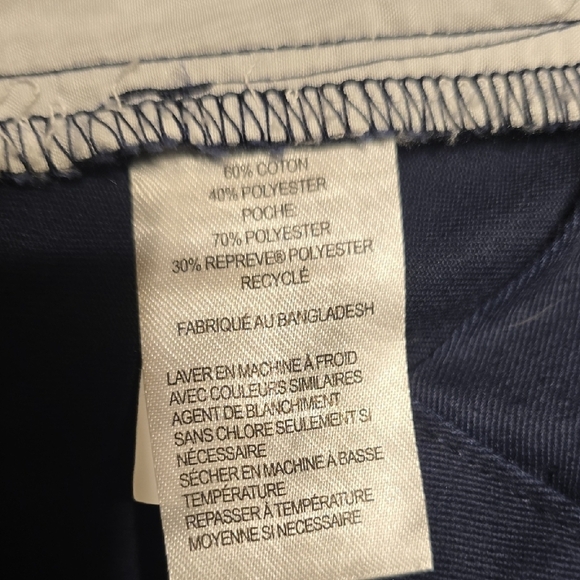 60% COTON
40% POLYESTER
POCHE:
70% POLYESTER
30% REPREVE® POLYESTER
RECYCLÉ
FABRIQUÉ AU BANGLADESH
LAVER EN MACHINE À FROID
AVEC COULEURS SIMILAIRES
AGENT DE BLANCHIMENT
SANS CHLORE SEULEMENT SI
NÉCESSAIRE
SÉCHER EN MACHINE À BASSE
TEMPÉRATURE
REPASSER À TEMPÉRATURE
MOYENNE SI NECESSAIRE